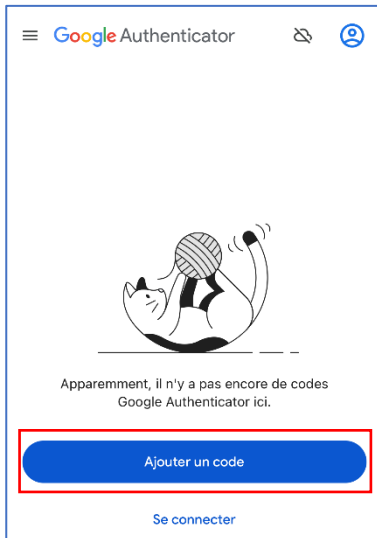 Google Authenticator
Apparemment, il n'y a pas encore de codes
Google Authenticator ici.
Ajouter un code
Se connecter